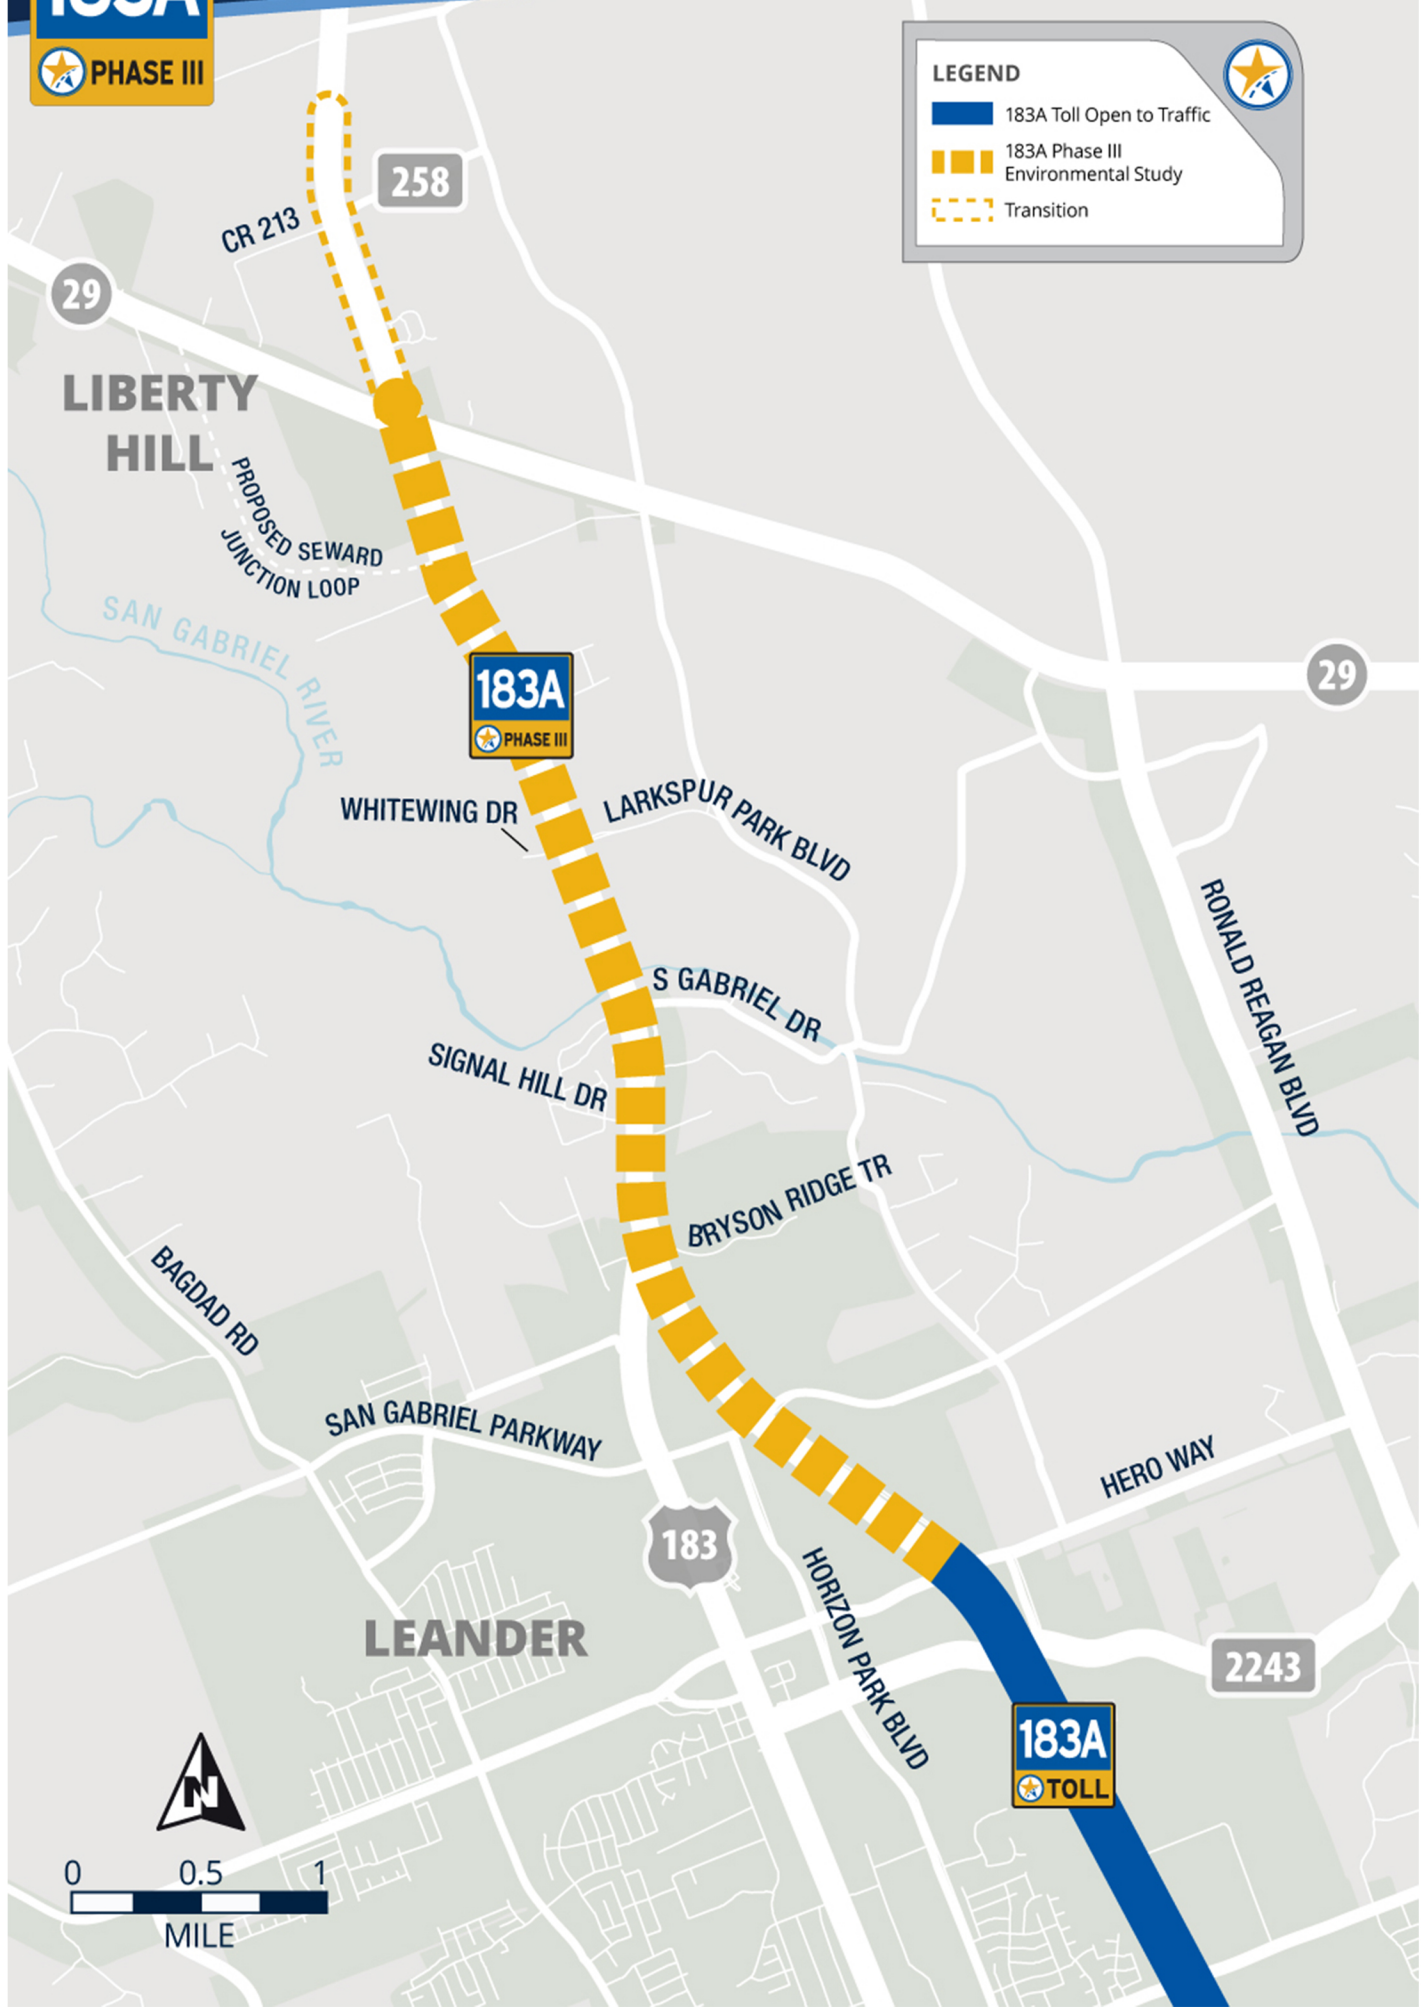 183A
PHASE III
LEGEND
183A Toll Open to Traffic
183A Phase III
Environmental Study
Transition
258
CR 213
29
LIBERTY
HILL
PROPOSED SEWARD
JUNCTION LOOP
SAN GABRIEL RIVER
183A
PHASE III
29
WHITEWING DR
LARKSPUR PARK BLVD
RONALD REAGAN BLVD
S GABRIEL DR
SIGNAL HILL DR
BRYSON RIDGE TR
BAGDAD RD
SAN GABRIEL PARKWAY
HERO WAY
183
HORIZON PARK BLVD
LEANDER
2243
183A
TOLL
N
0 0.5 1
MILE